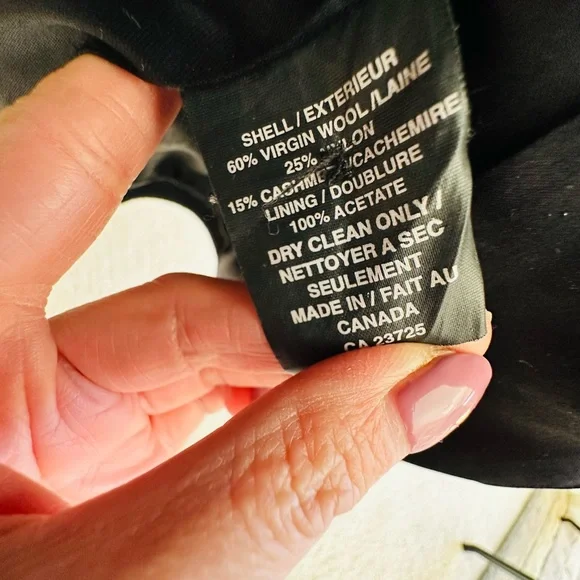 SHELL / EXTERIEUR
60% VIRGIN WOOL /LAINE
25% NYLON
15% CASHMERE/CACHEMIRE
LINING / DOUBLURE
100% ACETATE
DRY CLEAN ONLY /
NETTOYER A SEC
SEULEMENT
MADE IN / FAIT AU
CANADA
CA 23725